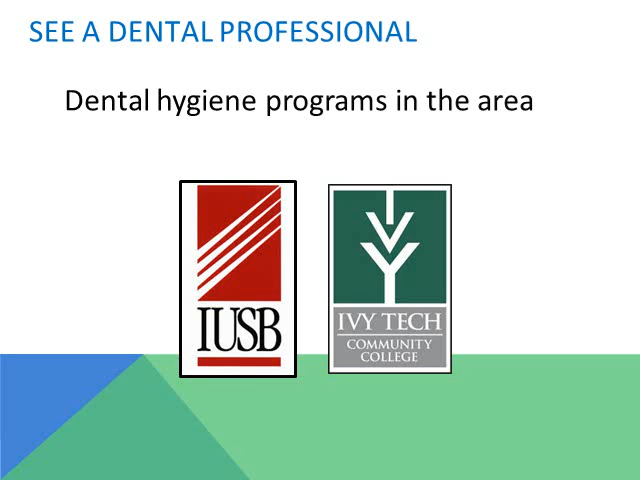 SEE A DENTAL PROFESSIONAL
Dental hygiene programs in the area
IUSB
IVY TECH
COMMUNITY
COLLEGE